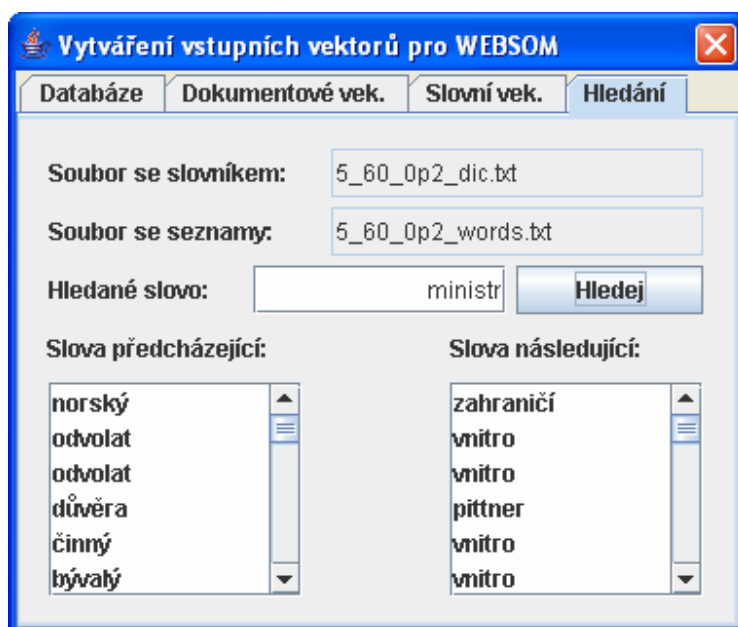 Vytváření vstupních vektorů pro WEBSOM
Databáze Dokumentové vek. Slovní vek. Hledání
Soubor se slovníkem: 5_60_0p2_dic.txt
Soubor se seznamy: 5_60_0p2_words.txt
Hledané slovo: ministr Hledej
Slova předcházející: Slova následující:
norský zahraničí
odvolat vnitro
odvolat vnitro
důvěra pittner
činný vnitro
bývalý vnitro